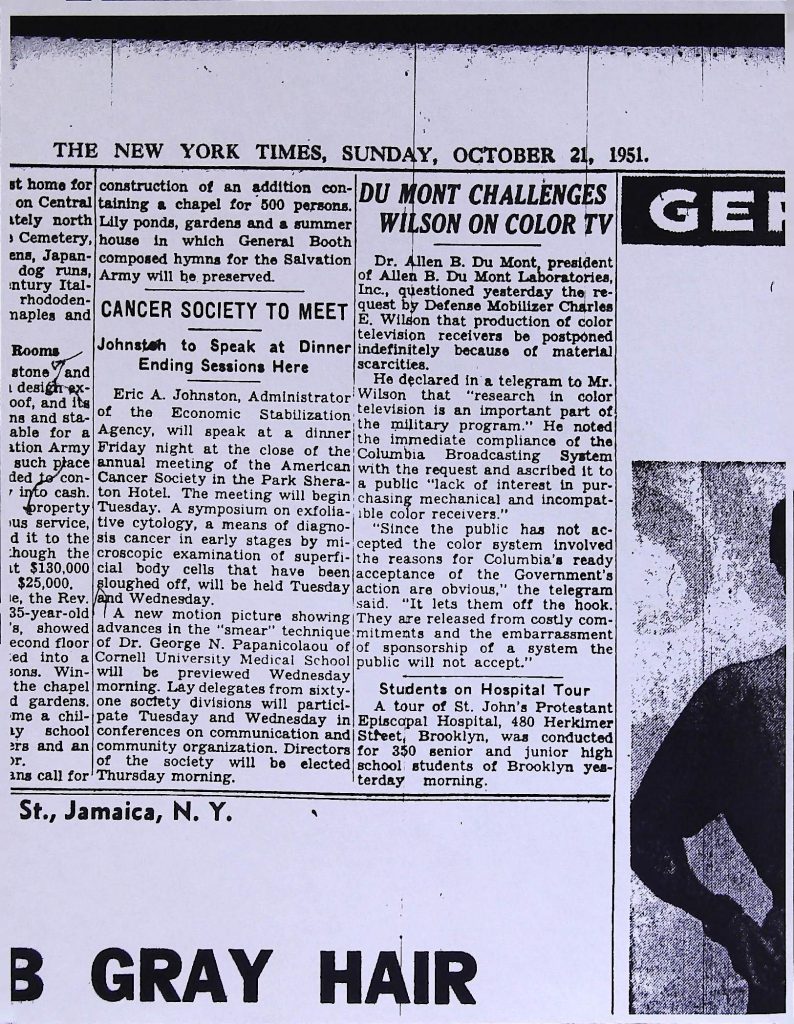 THE NEW YORK TIMES, SUNDAY, OCTOBER 21, 1951.
st home for
on Central
tely north
Cemetery,
ens, Japan-
dog runs,
ntury Ital-
rhododen-
naples and
Rooms
stone and
design ex-
oof, and its
ns and sta-
able for a
ation Army
such place
ded to con-
into cash.
property
us service,
d it to the
hough the
at $130,000
$25,000.
e, the Rev.
35-year-old
's, showed
econd floor
ed into a
sons. Win-
the chapel
d gardens.
me a chil-
y school
ers and an
or.
ans call for
construction of an addition con-
taining a chapel for 500 persons.
Lily ponds, gardens and a summer
house in which General Booth
composed hymns for the Salvation
Army will be preserved.
CANCER SOCIETY TO MEET
Johnston to Speak at Dinner
Ending Sessions Here
Eric A. Johnston, Administrator
of the Economic Stabilization
Agency, will speak at a dinner
Friday night at the close of the
annual meeting of the American
Cancer Society in the Park Shera-
ton Hotel. The meeting will begin
Tuesday. A symposium on exfolia-
tive cytology, a means of diagno-
sis cancer in early stages by mi-
croscopic examination of superfi-
cial body cells that have been
sloughed off, will be held Tuesday
and Wednesday.
A new motion picture showing
advances in the "smear" technique
of Dr. George N. Papanicolaou of
Cornell University Medical School
will be previewed Wednesday
morning. Lay delegates from sixty-
one society divisions will partici-
pate Tuesday and Wednesday in
conferences on communication and
community organization. Directors
of the society will be elected
Thursday morning.
DU MONT CHALLENGES
WILSON ON COLOR TV
Dr. Allen B. Du Mont, president
of Allen B. Du Mont Laboratories,
Inc., questioned yesterday the re-
quest by Defense Mobilizer Charles
E. Wilson that production of color
television receivers be postponed
indefinitely because of material
scarcities.
He declared in a telegram to Mr.
Wilson that "research in color
television is an important part of
the military program." He noted
the immediate compliance of the
Columbia Broadcasting System
with the request and ascribed it to
a public "lack of interest in pur-
chasing mechanical and incompat-
ible color receivers."
"Since the public has not ac-
cepted the color system involved
the reasons for Columbia's ready
acceptance of the Government's
action are obvious," the telegram
said. "It lets them off the hook.
They are released from costly com-
mitments and the embarrassment
of sponsorship of a system the
public will not accept."
Students on Hospital Tour
A tour of St. John's Protestant
Episcopal Hospital, 480 Herkimer
Street, Brooklyn, was conducted
for 350 senior and junior high
school students of Brooklyn yes-
terday morning.
GE
St., Jamaica, N. Y.
B GRAY HAIR